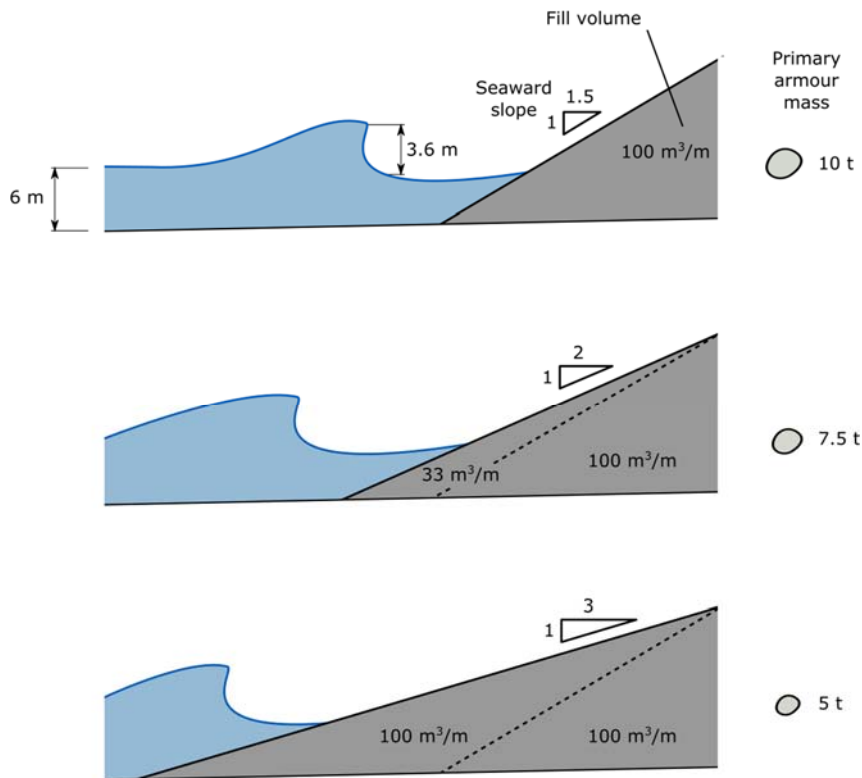 Fill volume
Primary
armour
mass
Seaward
slope
1.5
1
3.6 m
100 m³/m
10 t
6 m
2
1
33 m³/m
100 m³/m
7.5 t
3
1
100 m³/m
100 m³/m
5 t